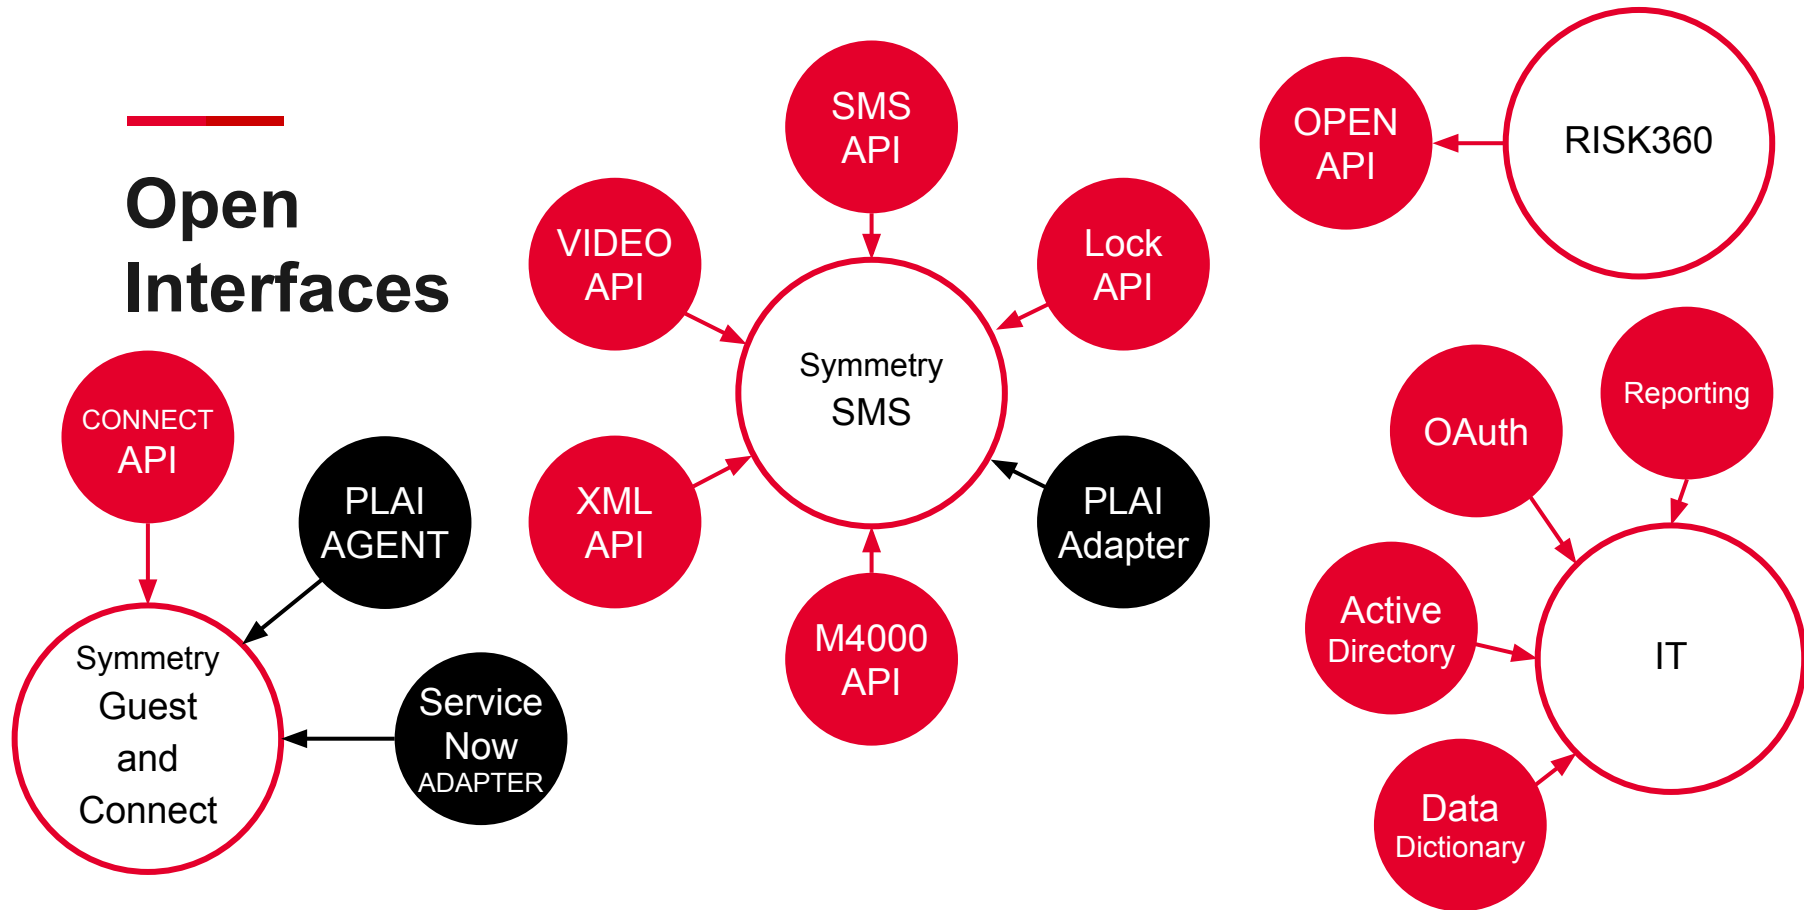 Open
Interfaces
CONNECT
API
PLAI
AGENT
Symmetry
Guest
and
Connect
Service
Now
ADAPTER
SMS
API
VIDEO
API
Lock
API
Symmetry
SMS
XML
API
PLAI
Adapter
M4000
API
OPEN
API
RISK360
Reporting
OAuth
Active
Directory
IT
Data
Dictionary